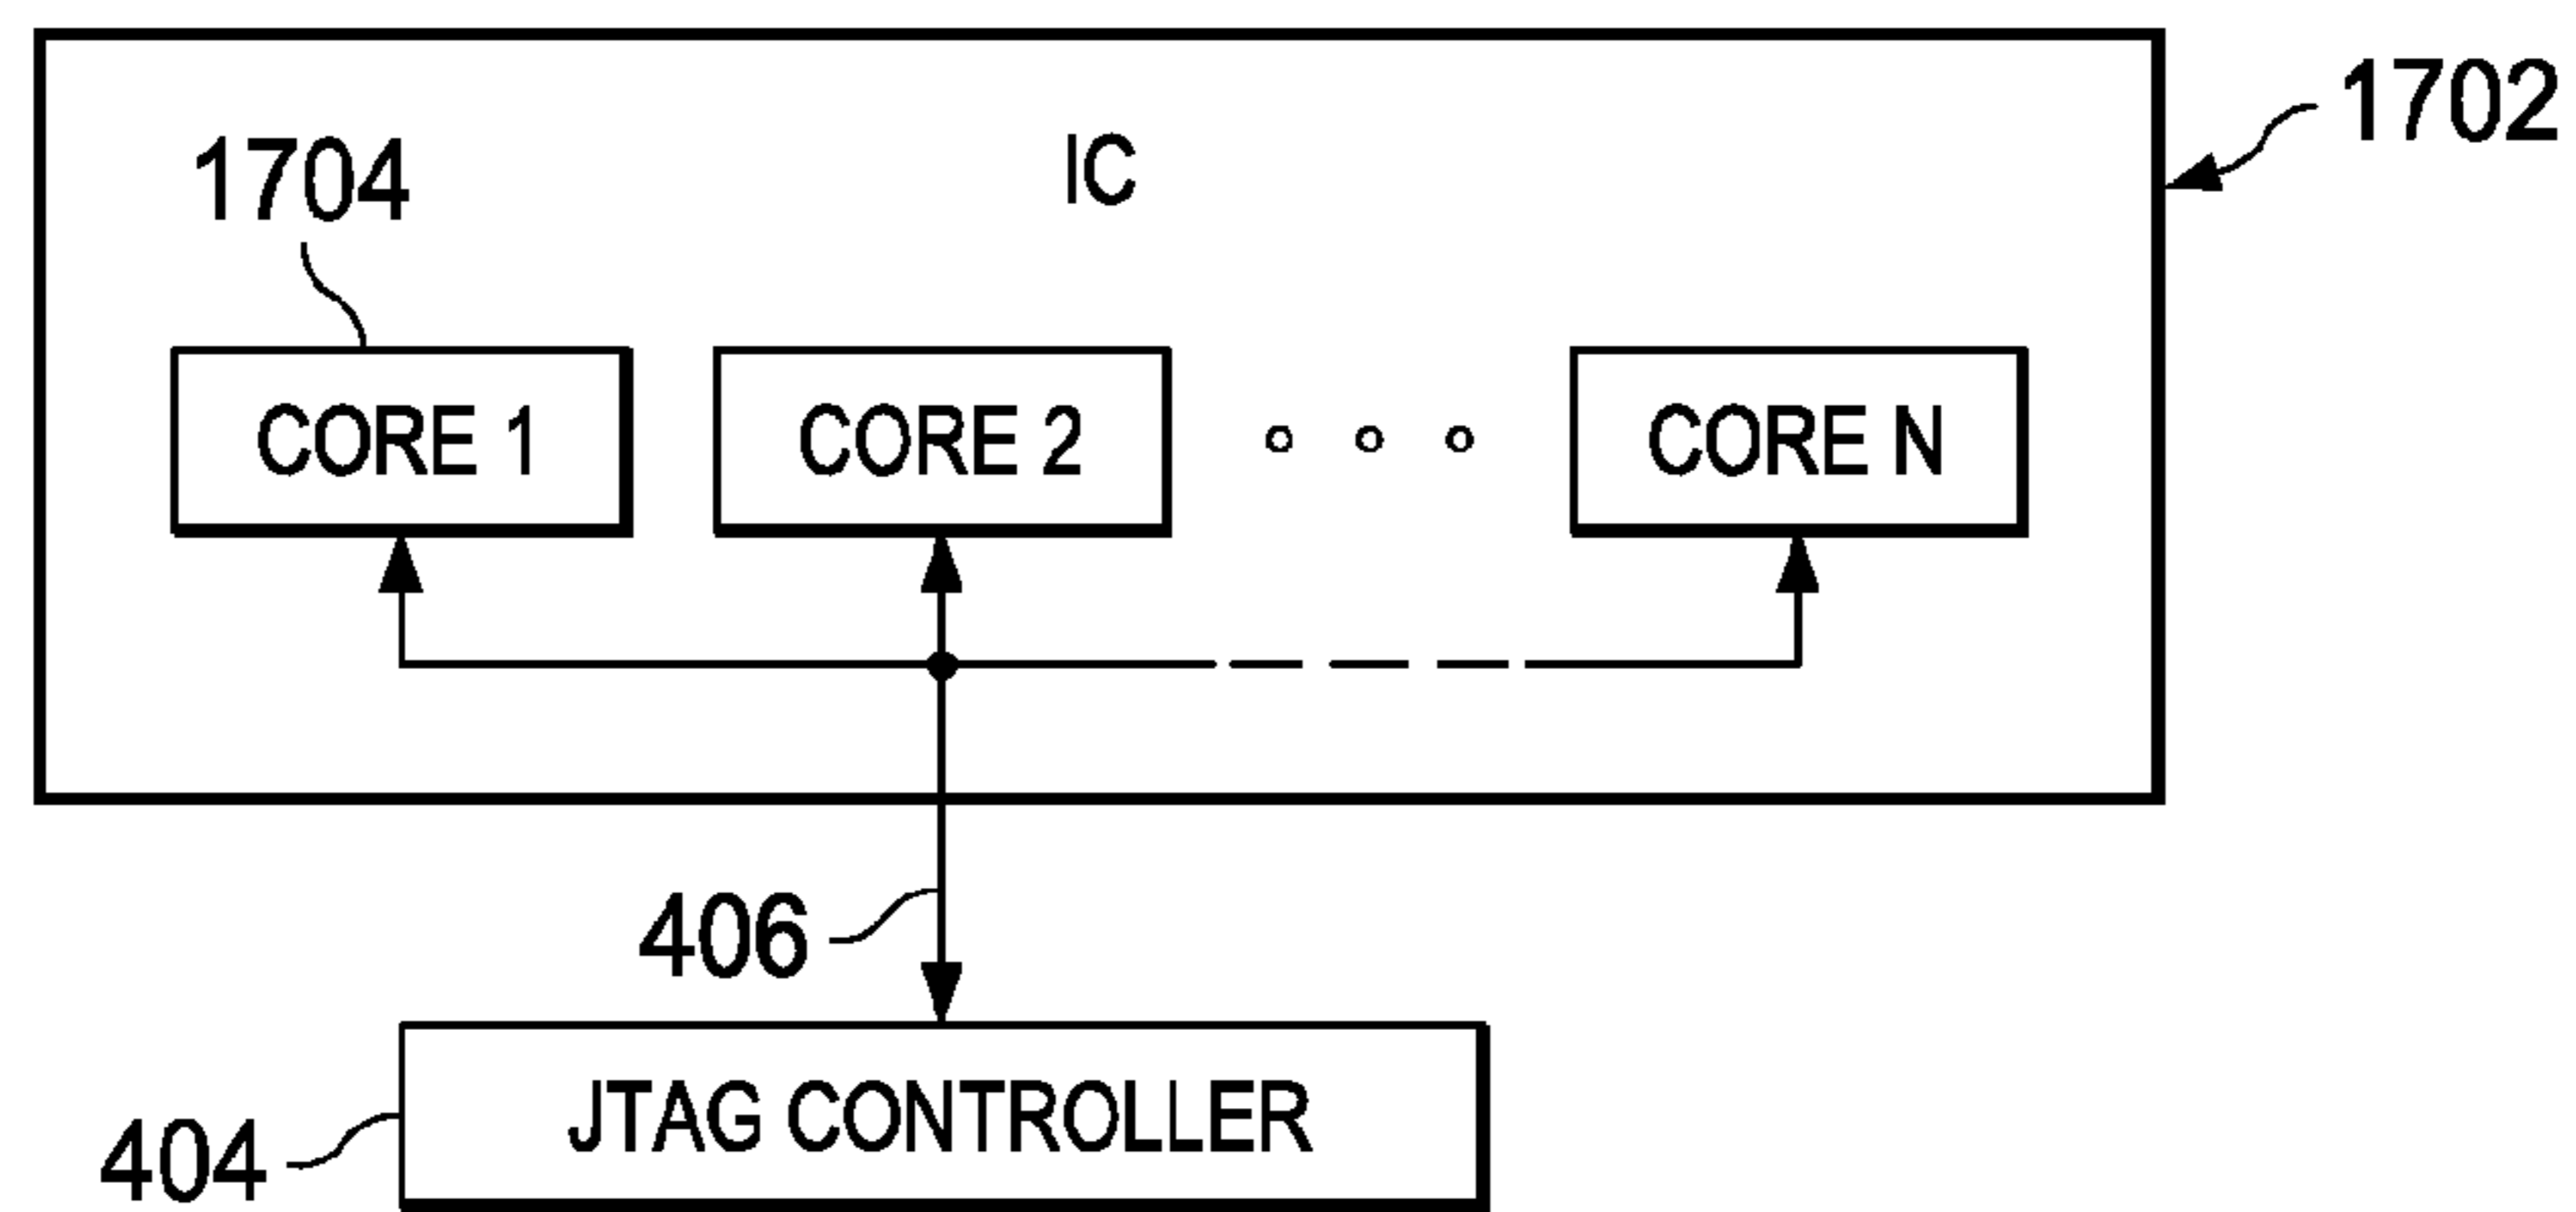 1702
IC
1704
CORE 1 CORE 2 CORE N
406
JTAG CONTROLLER
404